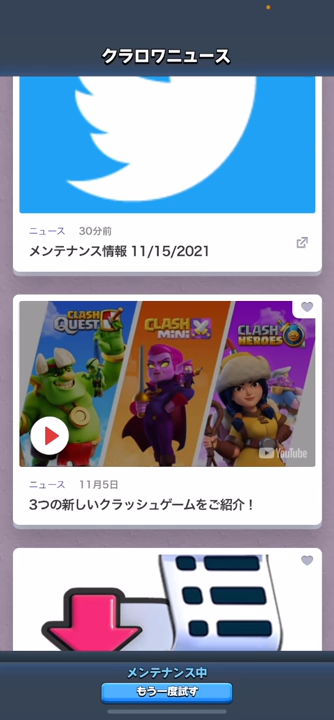 クラロワニュース
ニュース 30分前
メンテナンス情報 11/15/2021
CLASH QUEST
CLASH MINI
CLASH HEROES
YouTube
ニュース 11月5日
3つの新しいクラッシュゲームをご紹介！
メンテナンス中
もう一度試す